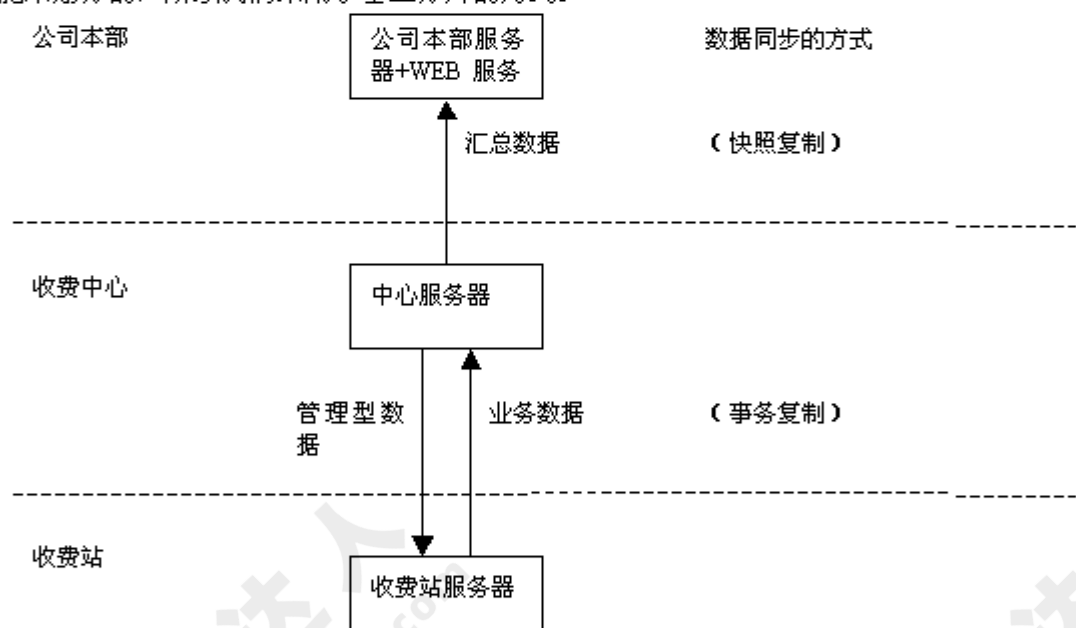 公司本部
公司本部服务
器+WEB 服务
数据同步的方式
汇总数据
(快照复制)
收费中心
中心服务器
管理型数
据
业务数据
(事务复制)
收费站
收费站服务器